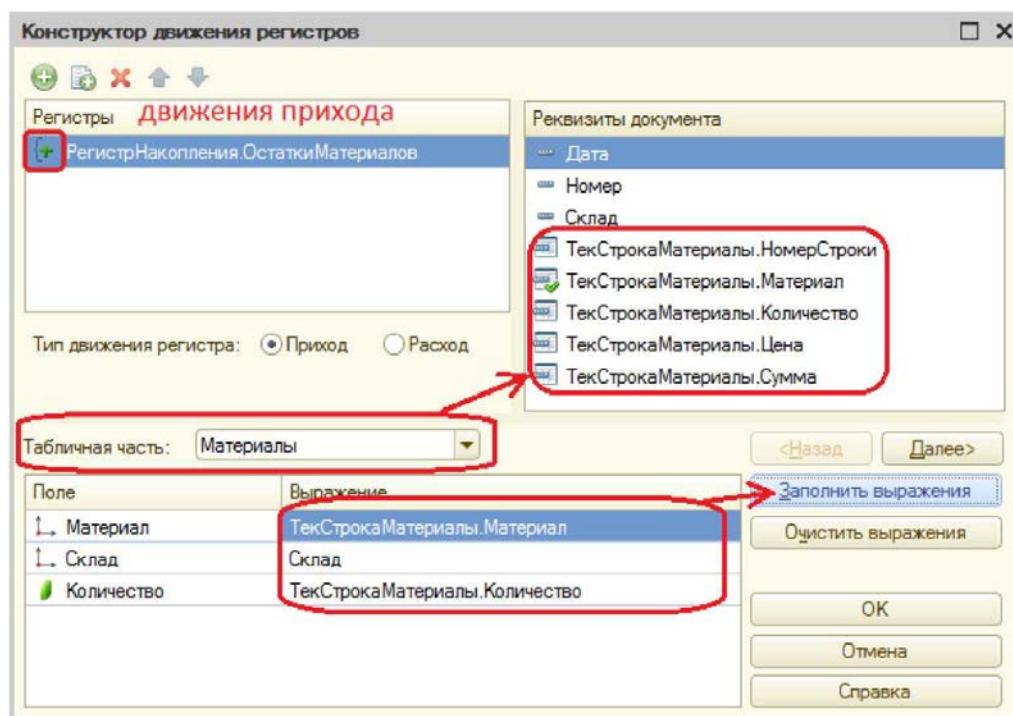 Конструктор движения регистров
Регистры движения прихода
РегистрНакопления.ОстаткиМатериалов
Тип движения регистра: Приход Расход
Реквизиты документа
Дата
Номер
Склад
ТекСтрокаМатериалы.НомерСтроки
ТекСтрокаМатериалы.Материал
ТекСтрокаМатериалы.Количество
ТекСтрокаМатериалы.Цена
ТекСтрокаМатериалы.Сумма
Табличная часть: Материалы
<Назад Далее>
Поле Выражение
Материал ТекСтрокаМатериалы.Материал
Склад Склад
Количество ТекСтрокаМатериалы.Количество
Заполнить выражения
Очистить выражения
OK
Отмена
Справка